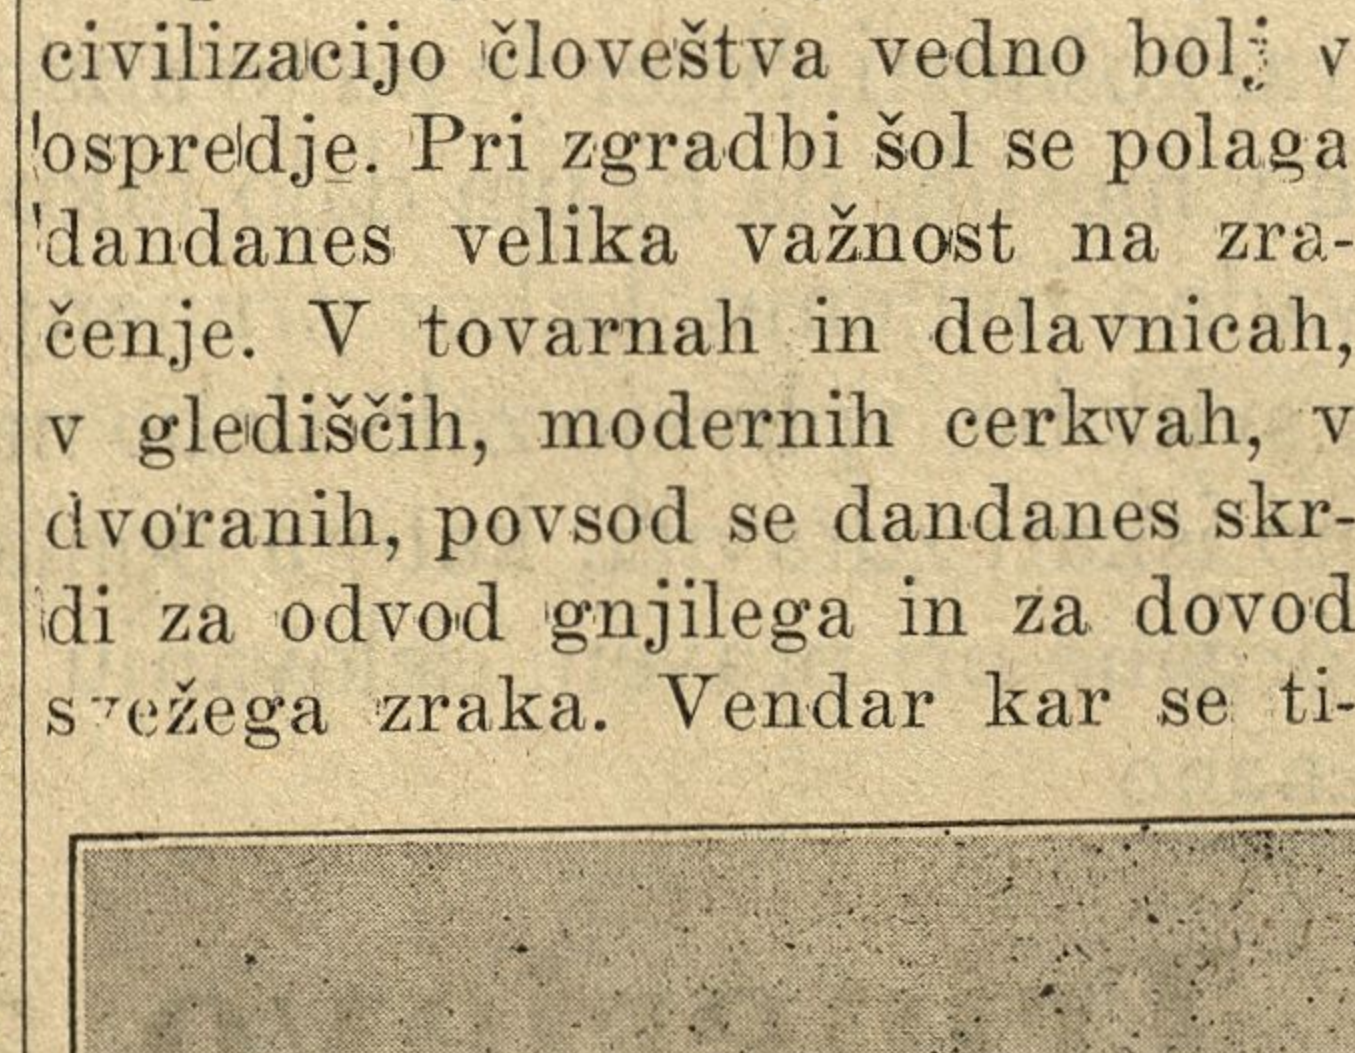 civilizacijo človeštva vedno bolj v
ospredje. Pri zgradbi šol se polaga
dandanes velika važnost na zra-
čenje. V tovarnah in delavnicah,
v glediščih, modernih cerkvah, v
dvoranih, povsod se dandanes skr-
di za odvod gnjilega in za dovod
svežega zraka. Vendar kar se ti-